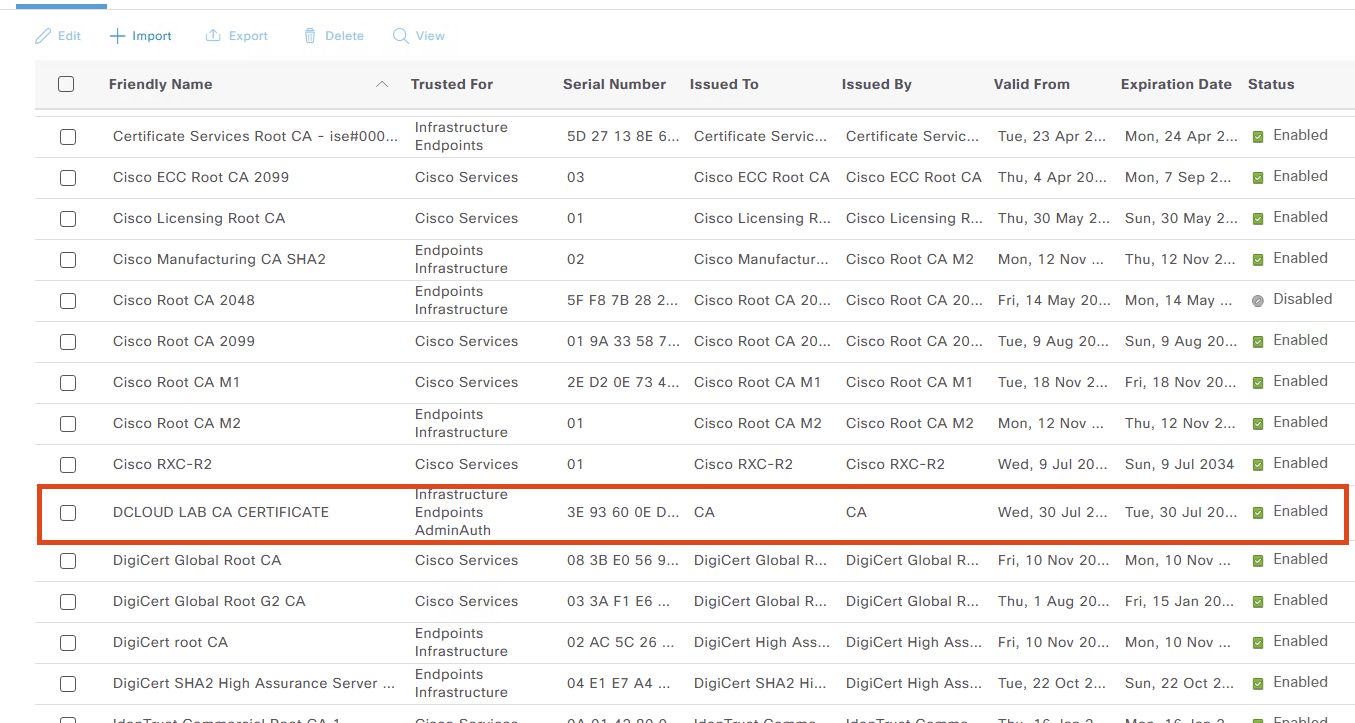 Edit Import Export Delete View
Friendly Name Trusted For Serial Number Issued To Issued By Valid From Expiration Date Status
Certificate Services Root CA - ise#000... Infrastructure Endpoints 5D 27 13 8E 6... Certificate Servic... Certificate Servic... Tue, 23 Apr 2... Mon, 24 Apr 2... Enabled
Cisco ECC Root CA 2099 Cisco Services 03 Cisco ECC Root CA Cisco ECC Root CA Thu, 4 Apr 20... Mon, 7 Sep 2... Enabled
Cisco Licensing Root CA Cisco Services 01 Cisco Licensing R... Cisco Licensing R... Thu, 30 May 2... Sun, 30 May 2... Enabled
Cisco Manufacturing CA SHA2 Endpoints Infrastructure 02 Cisco Manufactur... Cisco Root CA M2 Mon, 12 Nov ... Thu, 12 Nov 2... Enabled
Cisco Root CA 2048 Endpoints Infrastructure 5F F8 7B 28 2... Cisco Root CA 20... Cisco Root CA 20... Fri, 14 May 20... Mon, 14 May ... Disabled
Cisco Root CA 2099 Cisco Services 01 9A 33 58 7... Cisco Root CA 20... Cisco Root CA 20... Tue, 9 Aug 20... Sun, 9 Aug 20... Enabled
Cisco Root CA M1 Cisco Services 2E D2 0E 73 4... Cisco Root CA M1 Cisco Root CA M1 Tue, 18 Nov 2... Fri, 18 Nov 20... Enabled
Cisco Root CA M2 Endpoints Infrastructure 01 Cisco Root CA M2 Cisco Root CA M2 Mon, 12 Nov ... Thu, 12 Nov 2... Enabled
Cisco RXC-R2 Cisco Services 01 Cisco RXC-R2 Cisco RXC-R2 Wed, 9 Jul 20... Sun, 9 Jul 2034 Enabled
DCLOUD LAB CA CERTIFICATE Infrastructure Endpoints AdminAuth 3E 93 60 0E D... CA CA Wed, 30 Jul 2... Tue, 30 Jul 20... Enabled
DigiCert Global Root CA Cisco Services 08 3B E0 56 9... DigiCert Global R... DigiCert Global R... Fri, 10 Nov 20... Mon, 10 Nov ... Enabled
DigiCert Global Root G2 CA Cisco Services 03 3A F1 E6 ... DigiCert Global R... DigiCert Global R... Thu, 1 Aug 20... Fri, 15 Jan 20... Enabled
DigiCert root CA Endpoints Infrastructure 02 AC 5C 26 ... DigiCert High Ass... DigiCert High Ass... Fri, 10 Nov 20... Mon, 10 Nov ... Enabled
DigiCert SHA2 High Assurance Server ... Endpoints Infrastructure 04 E1 E7 A4 ... DigiCert SHA2 Hi... DigiCert High Ass... Tue, 22 Oct 2... Sun, 22 Oct 2... Enabled